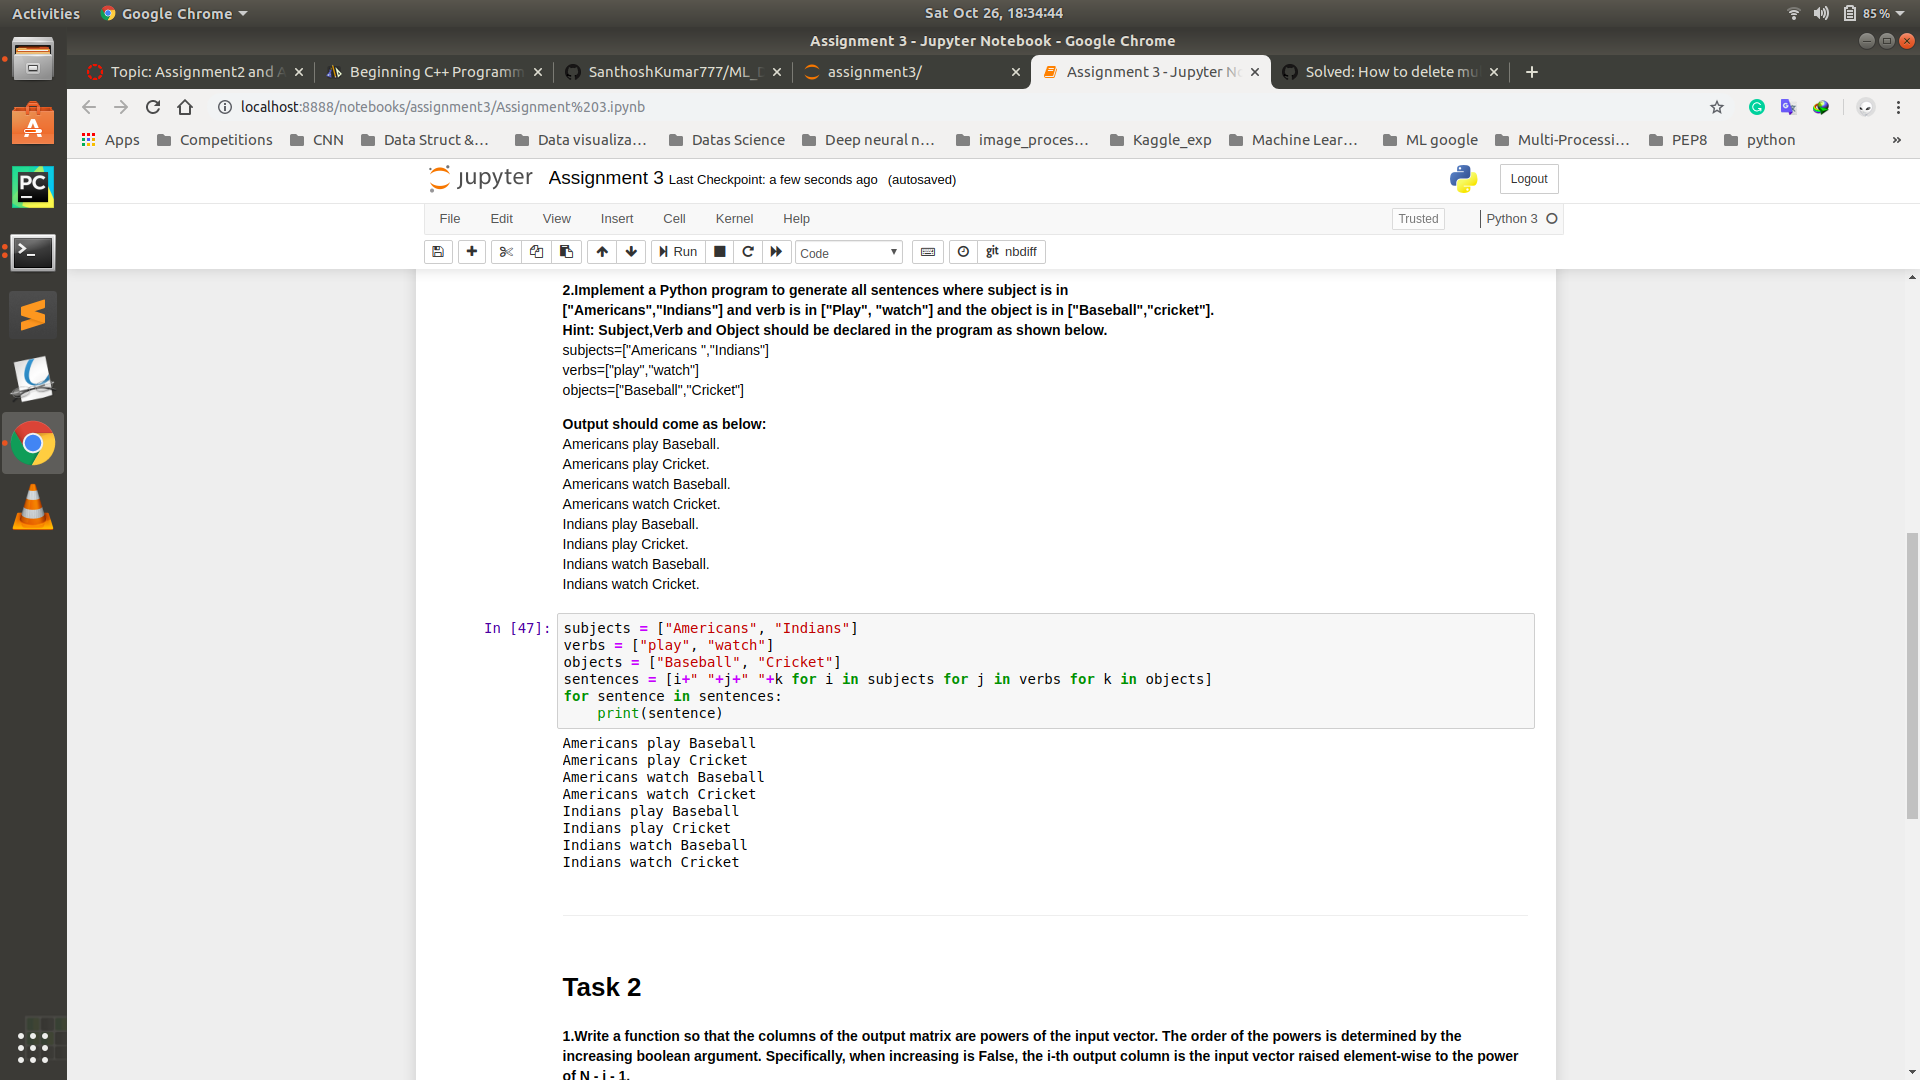 Activities
Google Chrome
Sat Oct 26, 18:34:44
85 %
Assignment 3 - Jupyter Notebook - Google Chrome
Topic: Assignment2 and A
Beginning C++ Programm
SanthoshKumar777/ML_D
assignment3/
Assignment 3 - Jupyter No
Solved: How to delete mu
localhost:8888/notebooks/assignment3/Assignment%203.ipynb
Apps
Competitions
CNN
Data Struct &...
Data visualiza...
Datas Science
Deep neural n...
image_proces...
Kaggle_exp
Machine Lear...
ML google
Multi-Processi...
PEP8
python
»
jupyter
Assignment 3 Last Checkpoint: a few seconds ago (autosaved)
Logout
File Edit View Insert Cell Kernel Help
Trusted
Python 3
Run
Code
git nbdiff
2.Implement a Python program to generate all sentences where subject is in
["Americans","Indians"] and verb is in ["Play", "watch"] and the object is in ["Baseball","cricket"].
Hint: Subject,Verb and Object should be declared in the program as shown below.
subjects=["Americans ","Indians"]
verbs=["play","watch"]
objects=["Baseball","Cricket"]
Output should come as below:
Americans play Baseball.
Americans play Cricket.
Americans watch Baseball.
Americans watch Cricket.
Indians play Baseball.
Indians play Cricket.
Indians watch Baseball.
Indians watch Cricket.
In [47]:
subjects = ["Americans", "Indians"]
verbs = ["play", "watch"]
objects = ["Baseball", "Cricket"]
sentences = [i+" "+j+" "+k for i in subjects for j in verbs for k in objects]
for sentence in sentences:
    print(sentence)
Americans play Baseball
Americans play Cricket
Americans watch Baseball
Americans watch Cricket
Indians play Baseball
Indians play Cricket
Indians watch Baseball
Indians watch Cricket
Task 2
1.Write a function so that the columns of the output matrix are powers of the input vector. The order of the powers is determined by the
increasing boolean argument. Specifically, when increasing is False, the i-th output column is the input vector raised element-wise to the power
of N - i - 1.